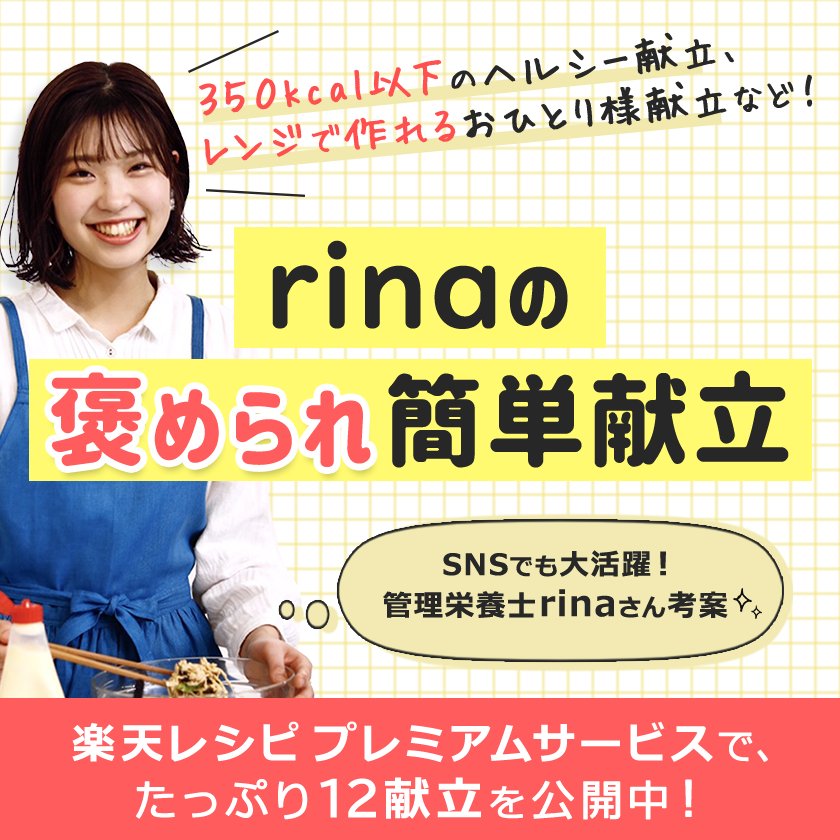 350kcal以下のヘルシー献立、
レンジで作れるおひとり様献立など!
rinaの
褒められ簡単献立
SNSでも大活躍!
管理栄養士rinaさん考案
楽天レシピ プレミアムサービスで、
たっぷり12献立を公開中!